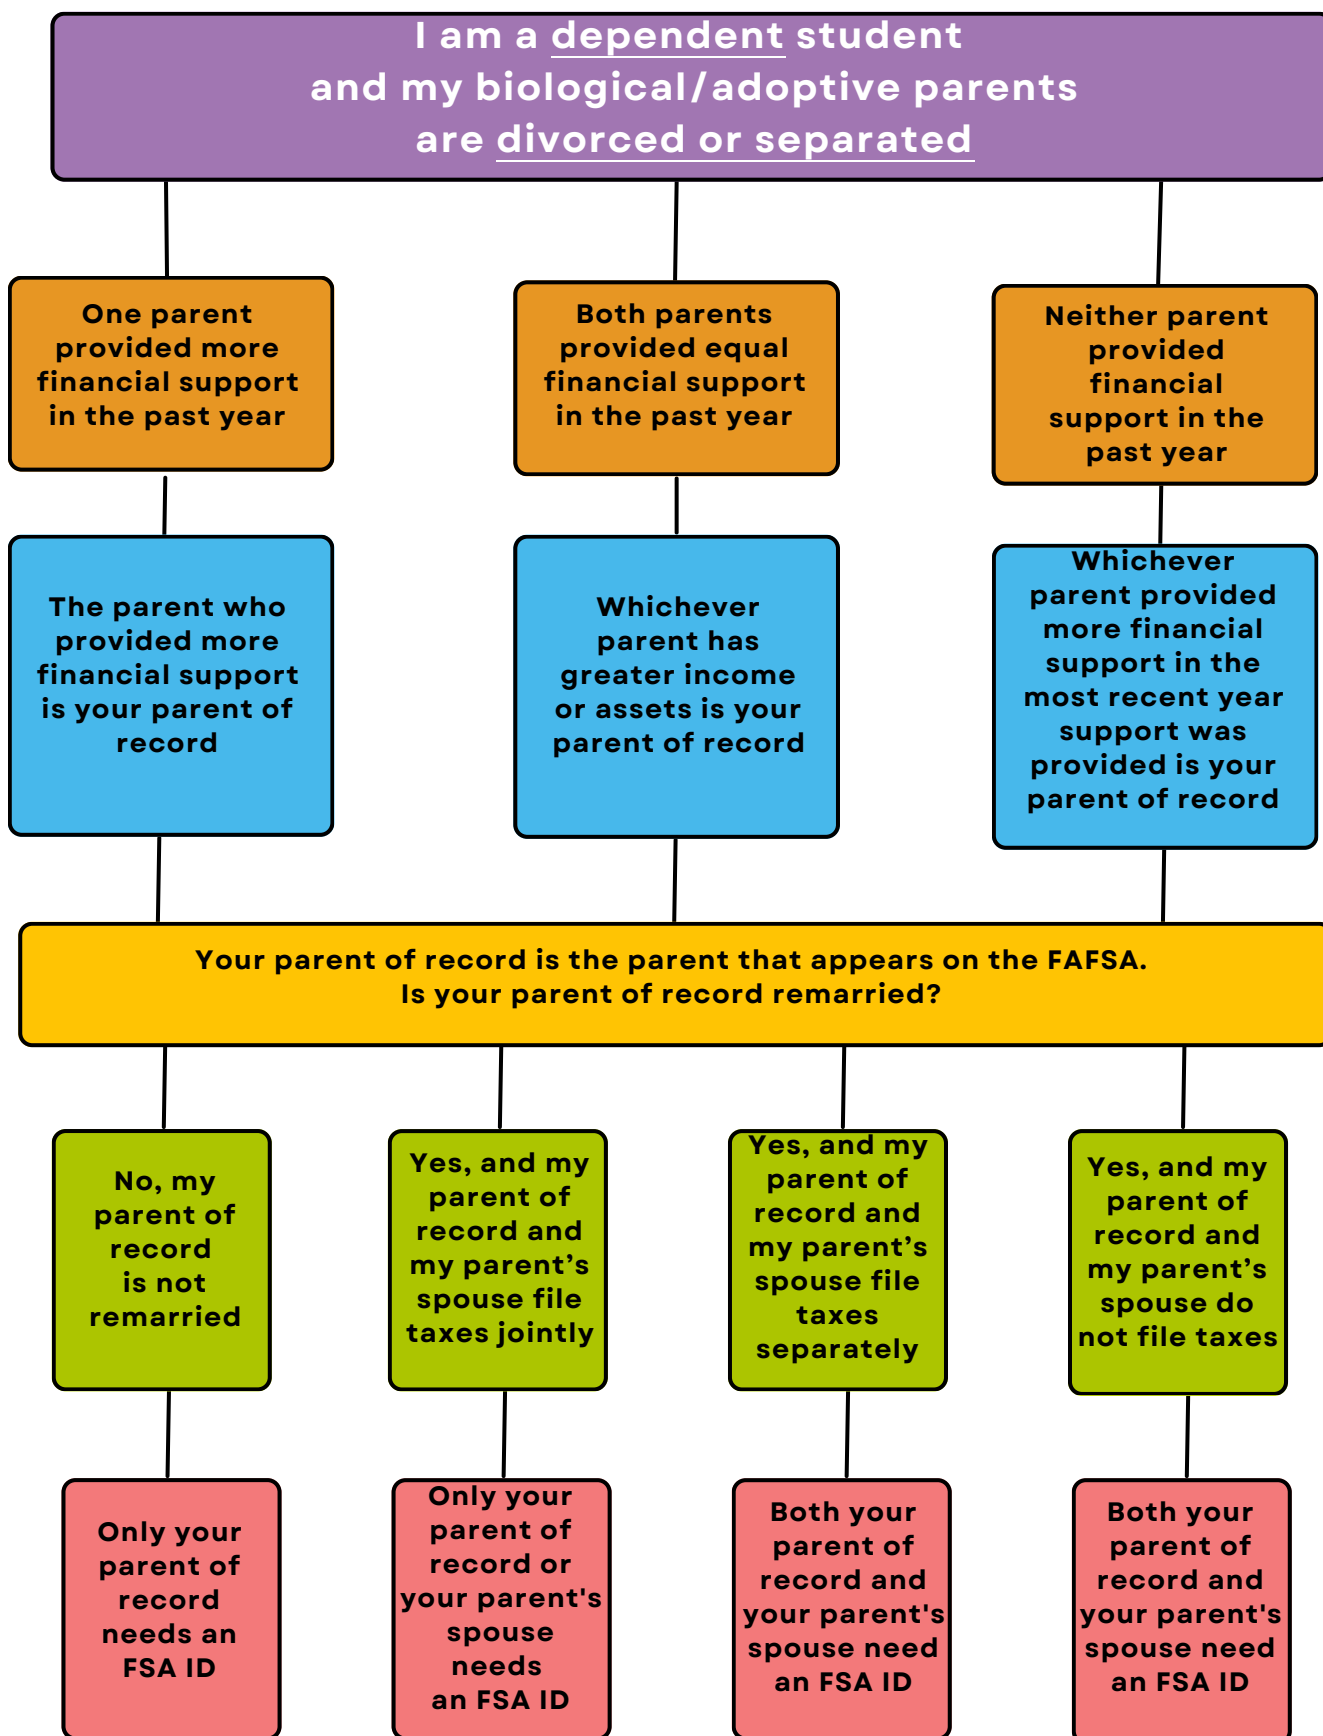 I am a dependent student
and my biological/adoptive parents
are divorced or separated
One parent
provided more
financial support
in the past year
Both parents
provided equal
financial support
in the past year
Neither parent
provided
financial
support in the
past year
The parent who
provided more
financial support
is your parent of
record
Whichever
parent has
greater income
or assets is your
parent of record
Whichever
parent provided
more financial
support in the
most recent year
support was
provided is your
parent of record
Your parent of record is the parent that appears on the FAFSA.
Is your parent of record remarried?
No, my
parent of
record
is not
remarried
Yes, and my
parent of
record and
my parent’s
spouse file
taxes jointly
Yes, and my
parent of
record and
my parent’s
spouse file
taxes
separately
Yes, and my
parent of
record and
my parent’s
spouse do
not file taxes
Only your
parent of
record
needs an
FSA ID
Only your
parent of
record or
your parent's
spouse
needs
an FSA ID
Both your
parent of
record and
your parent's
spouse need
an FSA ID
Both your
parent of
record and
your parent's
spouse need
an FSA ID